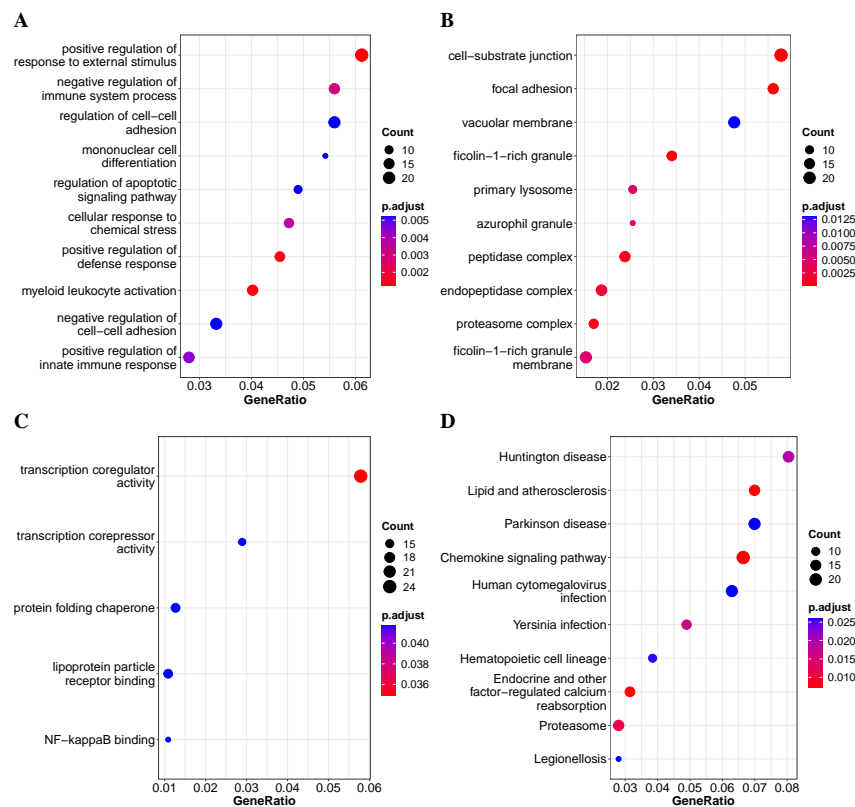 A
positive regulation of
response to external stimulus
negative regulation of
immune system process
regulation of cell−cell
adhesion
mononuclear cell
differentiation
regulation of apoptotic
signaling pathway
cellular response to
chemical stress
positive regulation of
defense response
myeloid leukocyte activation
negative regulation of
cell−cell adhesion
positive regulation of
innate immune response
0.03 0.04 0.05 0.06
GeneRatio
Count
10
15
20
p.adjust
0.005
0.004
0.003
0.002
B
cell−substrate junction
focal adhesion
vacuolar membrane
ficolin−1−rich granule
primary lysosome
azurophil granule
peptidase complex
endopeptidase complex
proteasome complex
ficolin−1−rich granule
membrane
0.02 0.03 0.04 0.05
GeneRatio
Count
10
15
20
p.adjust
0.0125
0.0100
0.0075
0.0050
0.0025
C
transcription coregulator
activity
transcription corepressor
activity
protein folding chaperone
lipoprotein particle
receptor binding
NF−kappaB binding
0.01 0.02 0.03 0.04 0.05 0.06
GeneRatio
Count
15
18
21
24
p.adjust
0.040
0.038
0.036
D
Huntington disease
Lipid and atherosclerosis
Parkinson disease
Chemokine signaling pathway
Human cytomegalovirus
infection
Yersinia infection
Hematopoietic cell lineage
Endocrine and other
factor−regulated calcium
reabsorption
Proteasome
Legionellosis
0.03 0.04 0.05 0.06 0.07 0.08
GeneRatio
Count
10
15
20
p.adjust
0.025
0.020
0.015
0.010